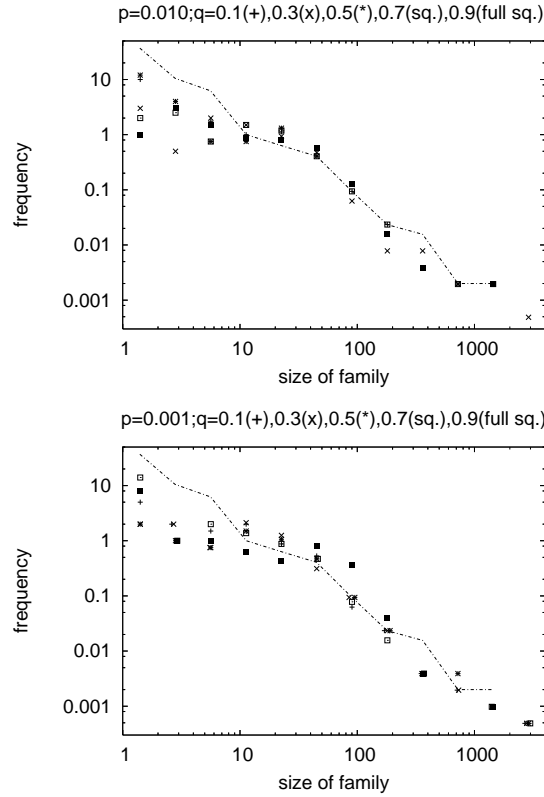 p=0.010;q=0.1(+),0.3(x),0.5(*),0.7(sq.),0.9(full sq.)
10
1
0.1
0.01
0.001
frequency
1 10 100 1000
size of family
p=0.001;q=0.1(+),0.3(x),0.5(*),0.7(sq.),0.9(full sq.)
10
1
0.1
0.01
0.001
frequency
1 10 100 1000
size of family